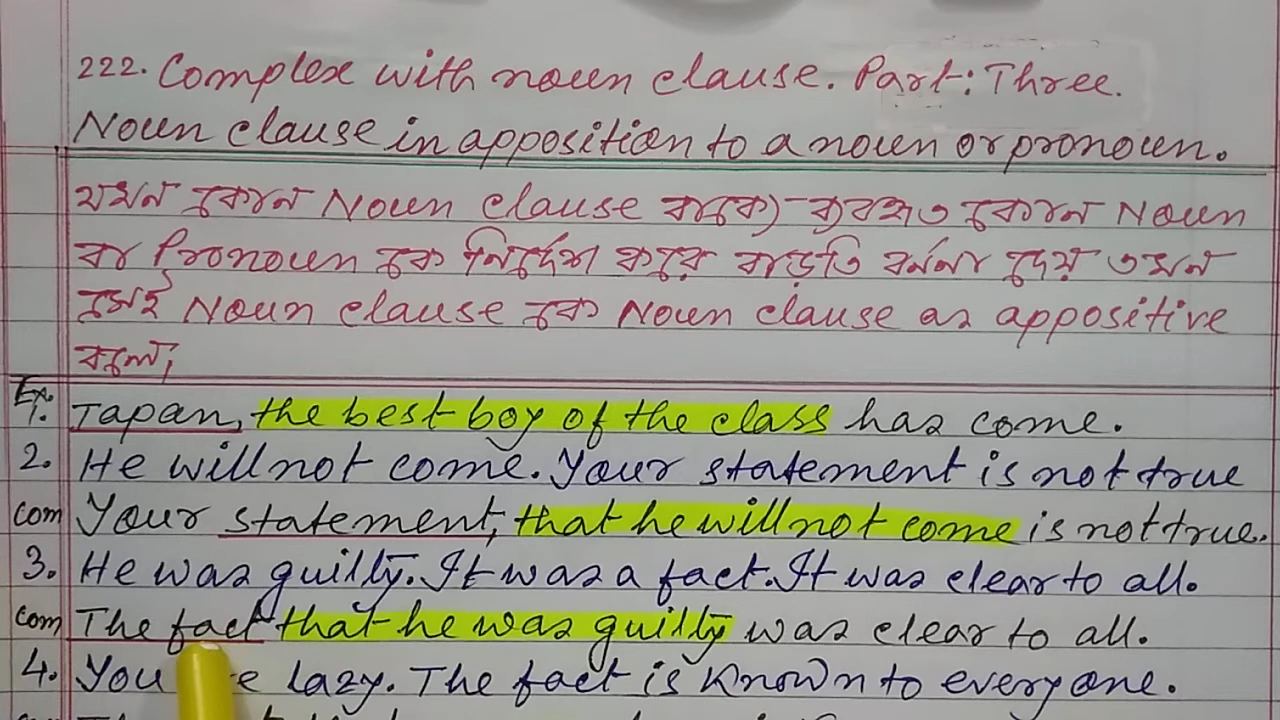 222. Complex with noun clause. Part: Three.
Noun clause in apposition to a noun or pronoun.
যখন কোন Noun clause বাক্যে ব্যবহৃত কোন Noun
বা Pronoun কে নির্দেশ করে বাড়তি বর্ননা দেয় তখন
সেই Noun clause কে Noun clause as appositive
বলে।
Ex.
1. Tapan, the best boy of the class has come.
2. He will not come. Your statement is not true
Com Your statement, that he will not come is not true.
3. He was guilty. It was a fact. It was clear to all.
Com The fact that he was guilty was clear to all.
4. You lazy. The fact is known to everyone.